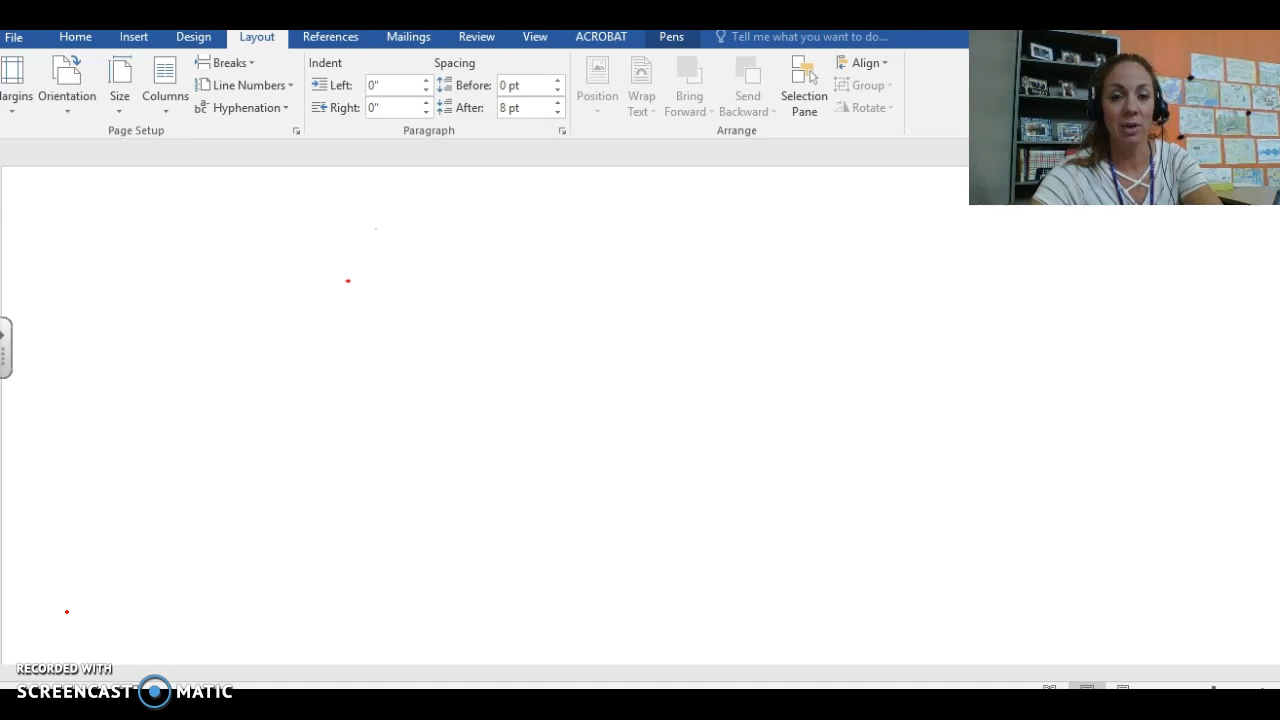 File Home Insert Design Layout References Mailings Review View ACROBAT Pens Tell me what you want to do...
Breaks Indent Spacing Align
Line Numbers Left: 0" Before: 0 pt Group
argins Orientation Size Columns Position Wrap Bring Send Selection
Hyphenation Right: 0" After: 8 pt Text Forward Backward Pane Rotate
Page Setup Paragraph Arrange
RECORDED WITH
SCREENCAST MATIC